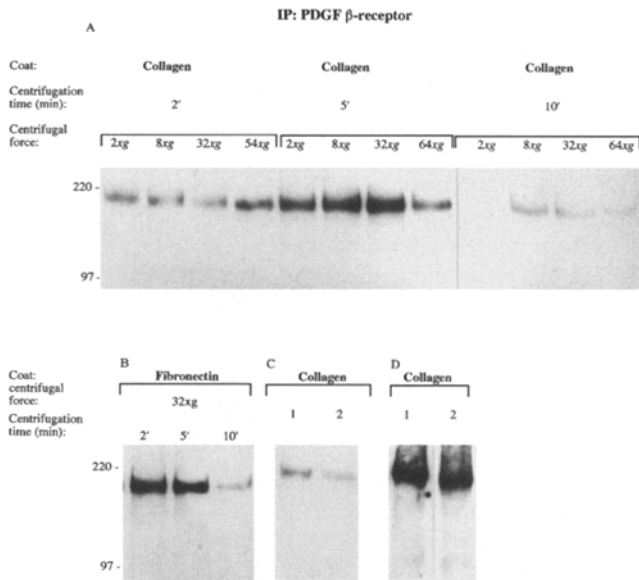 IP: PDGF β-receptor
A
Coat: Collagen Collagen Collagen
Centrifugation
time (min): 2' 5' 10'
Centrifugal
force: 2xg 8xg 32xg 54xg 2xg 8xg 32xg 64xg 2xg 8xg 32xg 64xg
220 -
97 -
B C D
Coat: Fibronectin Collagen Collagen
centrifugal
force: 32xg
Centrifugation
time (min): 2' 5' 10' 1 2 1 2
220 -
97 -